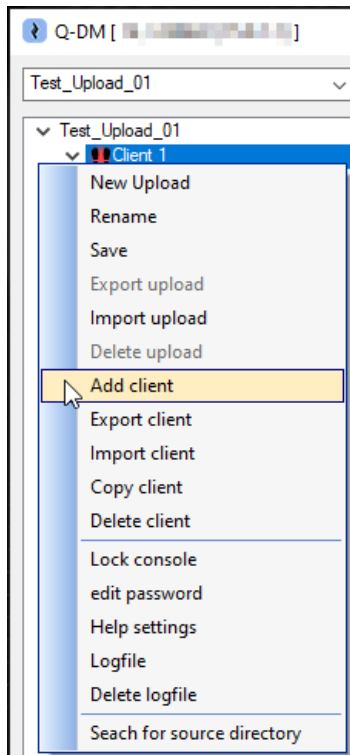 Q-DM [ ]
Test_Upload_01
Test_Upload_01
Client 1
New Upload
Rename
Save
Export upload
Import upload
Delete upload
Add client
Export client
Import client
Copy client
Delete client
Lock console
edit password
Help settings
Logfile
Delete logfile
Seach for source directory